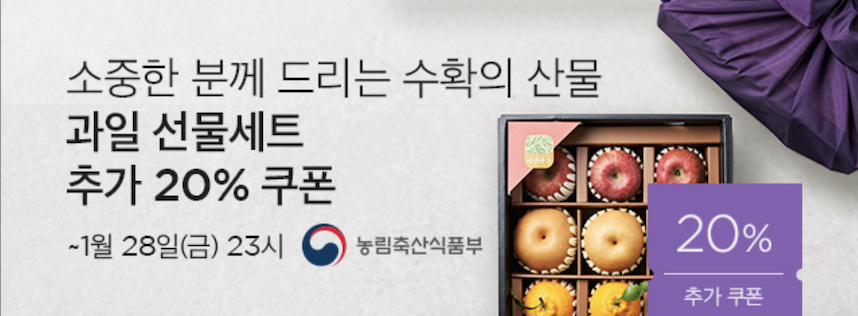 소중한 분께 드리는 수확의 산물
과일 선물세트
추가 20% 쿠폰
~1월 28일(금) 23시
농림축산식품부
20%
추가 쿠폰